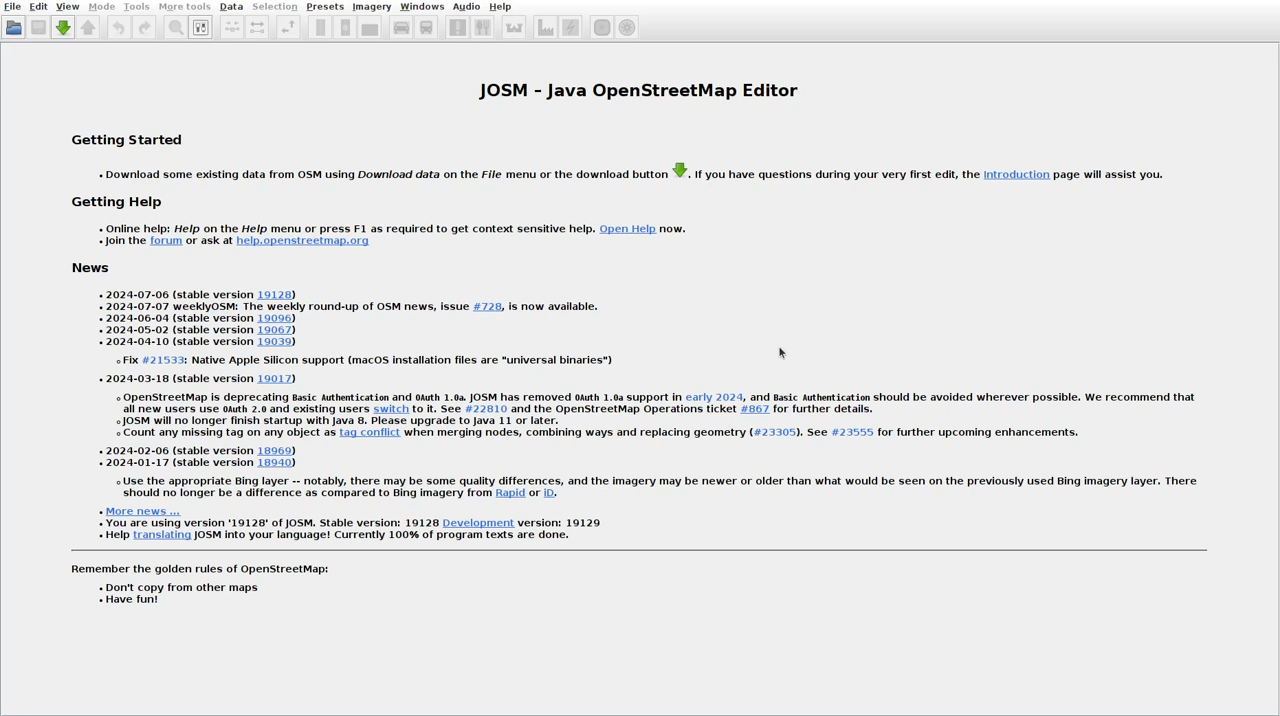 File Edit View Mode Tools More tools Data Selection Presets Imagery Windows Audio Help
JOSM – Java OpenStreetMap Editor
Getting Started
Download some existing data from OSM using Download data on the File menu or the download button . If you have questions during your very first edit, the Introduction page will assist you.
Getting Help
Online help: Help on the Help menu or press F1 as required to get context sensitive help. Open Help now.
Join the forum or ask at help.openstreetmap.org
News
2024-07-06 (stable version 19128)
2024-07-07 weeklyOSM: The weekly round-up of OSM news, issue #728, is now available.
2024-06-04 (stable version 19096)
2024-05-02 (stable version 19067)
2024-04-10 (stable version 19039)
Fix #21533: Native Apple Silicon support (macOS installation files are "universal binaries")
2024-03-18 (stable version 19017)
OpenStreetMap is deprecating Basic Authentication and OAuth 1.0a. JOSM has removed OAuth 1.0a support in early 2024, and Basic Authentication should be avoided wherever possible. We recommend that
all new users use OAuth 2.0 and existing users switch to it. See #22810 and the OpenStreetMap Operations ticket #867 for further details.
JOSM will no longer finish startup with Java 8. Please upgrade to Java 11 or later.
Count any missing tag on any object as tag conflict when merging nodes, combining ways and replacing geometry (#23305). See #23555 for further upcoming enhancements.
2024-02-06 (stable version 18969)
2024-01-17 (stable version 18940)
Use the appropriate Bing layer -- notably, there may be some quality differences, and the imagery may be newer or older than what would be seen on the previously used Bing imagery layer. There
should no longer be a difference as compared to Bing imagery from Rapid or iD.
More news ...
You are using version '19128' of JOSM. Stable version: 19128 Development version: 19129
Help translating JOSM into your language! Currently 100% of program texts are done.
Remember the golden rules of OpenStreetMap:
Don't copy from other maps
Have fun!